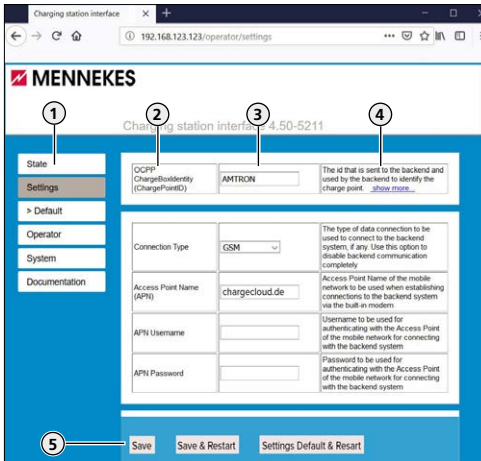 Charging station interface
192.168.123.123/operator/settings
MENNEKES
1
2
3
4
Charging station interface 4.50-5211
State
Settings
> Default
Operator
System
Documentation
OCPP
ChargeBoxIdentity
(ChargePointID)
AMTRON
The id that is sent to the backend and
used by the backend to identify the
charge point. show more...
Connection Type
GSM
The type of data connection to be
used to connect to the backend
system, if any. Use this option to
disable backend communication
completely
Access Point Name
(APN)
chargecloud.de
Access Point Name of the mobile
network to be used when establishing
connections to the backend system
via the built-in modem
APN Username
Username to be used for
authenticating with the Access Point
of the mobile network for connecting
with the backend system
APN Password
Password to be used for
authenticating with the Access Point
of the mobile network for connecting
with the backend system
5
Save
Save & Restart
Settings Default & Resart